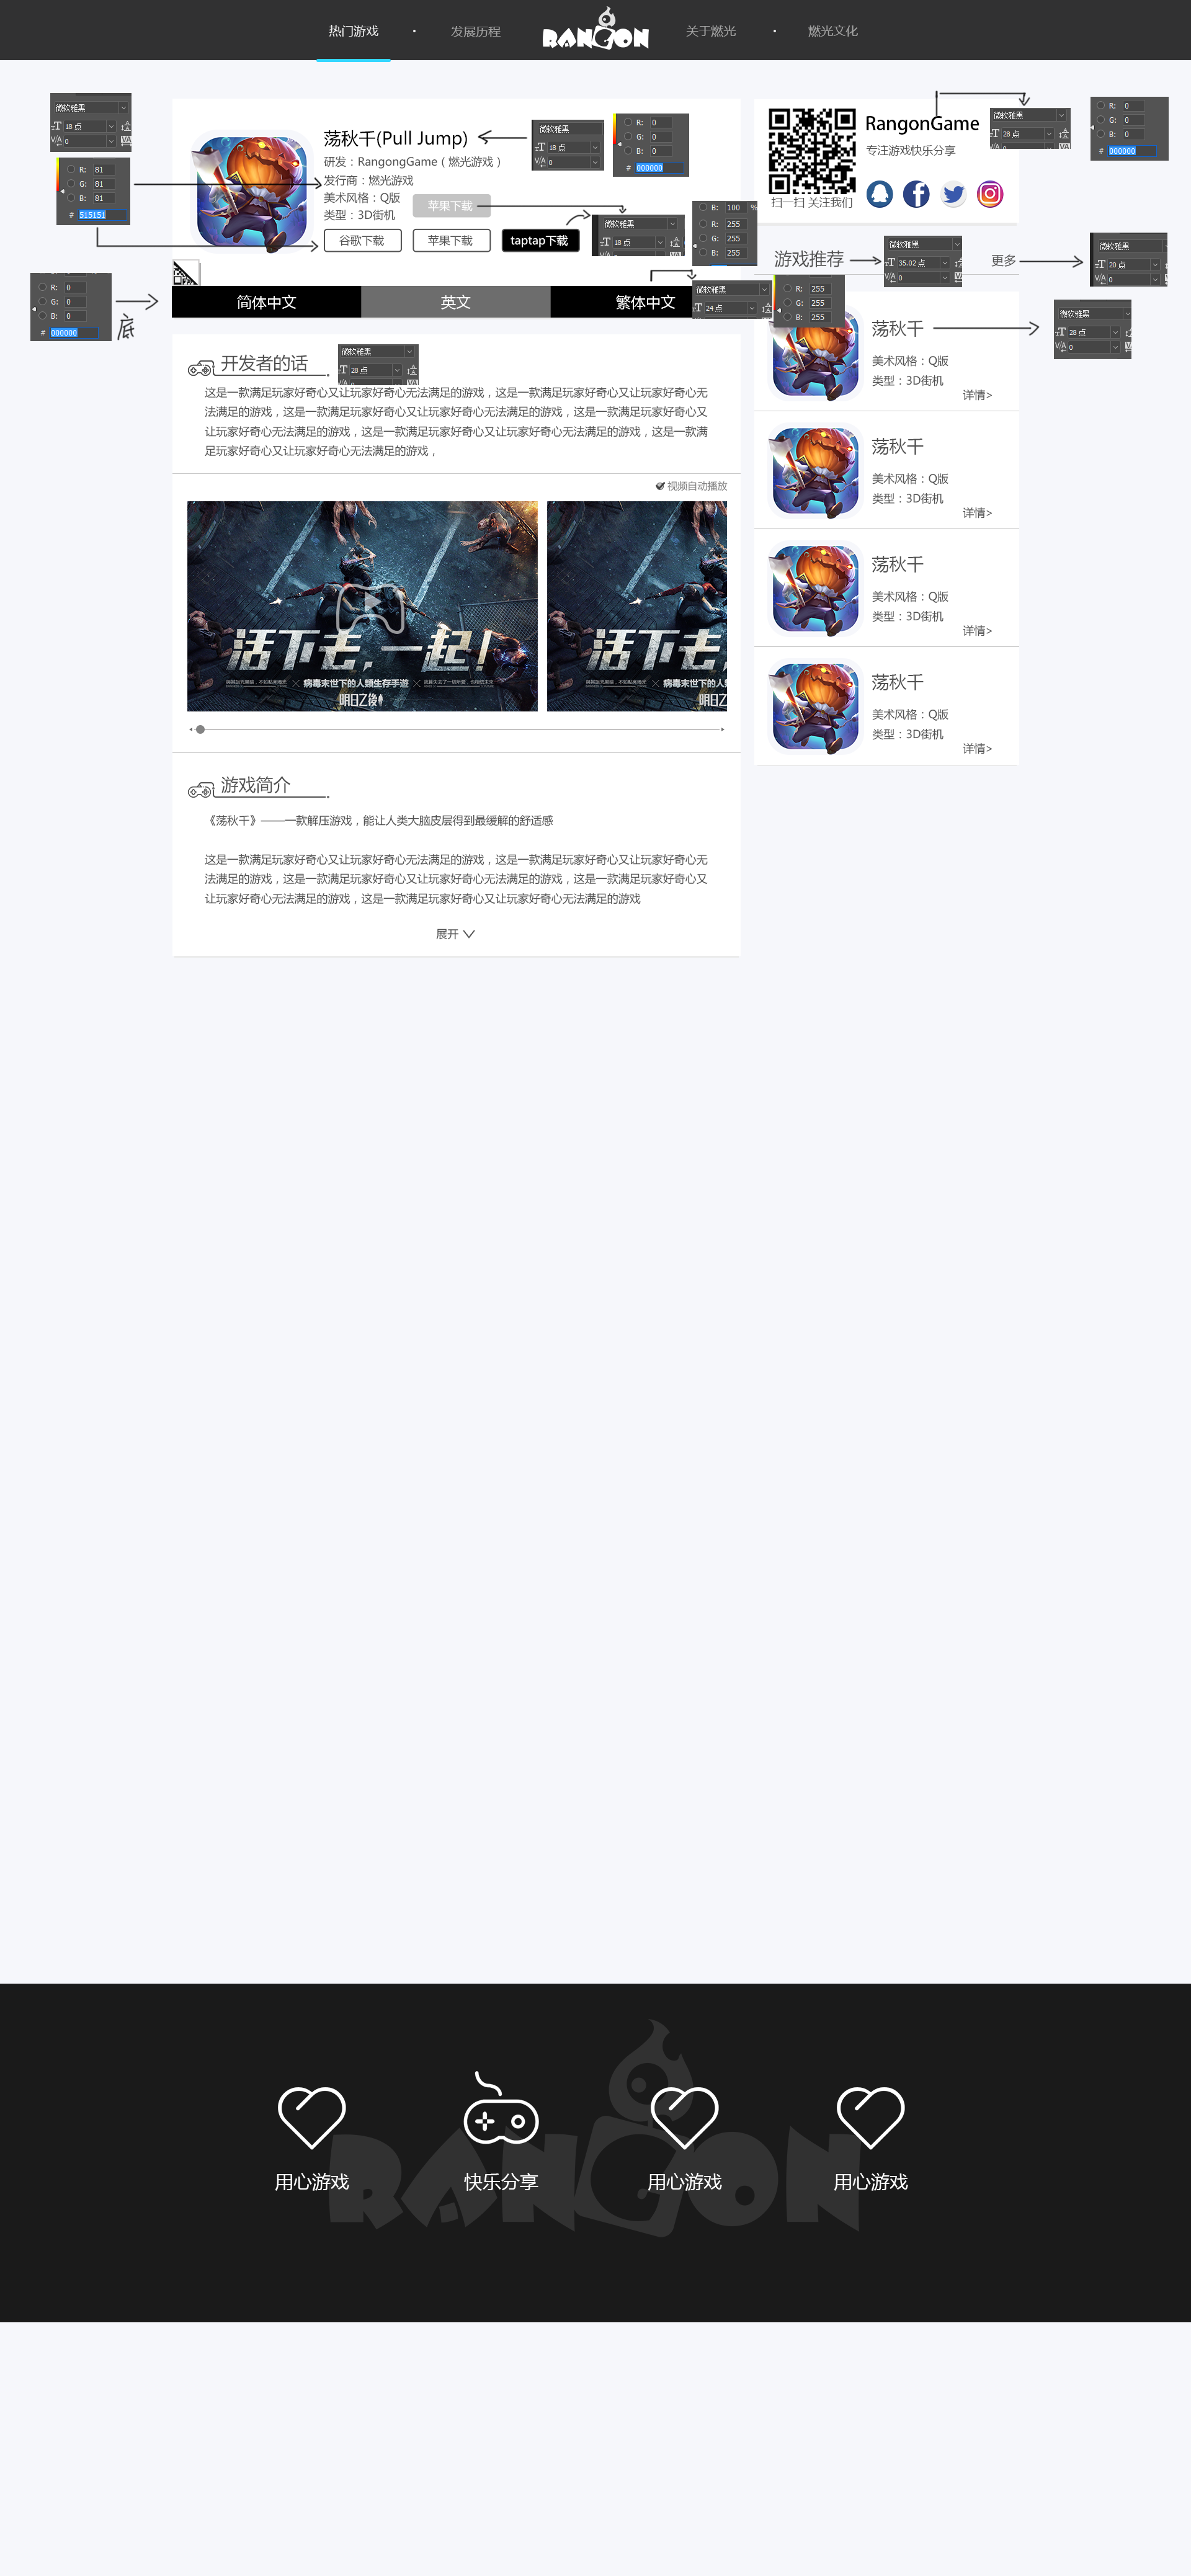 热门游戏 · 发展历程 RANGON 关于燃光 · 燃光文化
微软雅黑
18 点
0
R: 81
G: 81
B: 81
# 515151
R: 0
G: 0
B: 0
# 000000
底
荡秋千(Pull Jump)
研发：RangongGame（燃光游戏）
发行商：燃光游戏
美术风格：Q版
类型：3D街机
苹果下载
谷歌下载
苹果下载
taptap下载
微软雅黑
18 点
0
R: 0
G: 0
B: 0
# 000000
微软雅黑
18 点
B: 100 %
R: 255
G: 255
B: 255
简体中文
英文
繁体中文
微软雅黑
24 点
R: 255
G: 255
B: 255
开发者的话
微软雅黑
28 点
这是一款满足玩家好奇心又让玩家好奇心无法满足的游戏，这是一款满足玩家好奇心又让玩家好奇心无
法满足的游戏，这是一款满足玩家好奇心又让玩家好奇心无法满足的游戏，这是一款满足玩家好奇心又
让玩家好奇心无法满足的游戏，这是一款满足玩家好奇心又让玩家好奇心无法满足的游戏，这是一款满
足玩家好奇心又让玩家好奇心无法满足的游戏，
视频自动播放
活下去,一起!
病毒末世下的人類生存手遊
明日之後
活下去,一起
病毒末世下的人
明日之
游戏简介
《荡秋千》——一款解压游戏，能让人类大脑皮层得到最缓解的舒适感
这是一款满足玩家好奇心又让玩家好奇心无法满足的游戏，这是一款满足玩家好奇心又让玩家好奇心无
法满足的游戏，这是一款满足玩家好奇心又让玩家好奇心无法满足的游戏，这是一款满足玩家好奇心又
让玩家好奇心无法满足的游戏，这是一款满足玩家好奇心又让玩家好奇心无法满足的游戏
展开
RangonGame
专注游戏快乐分享
扫一扫 关注我们
微软雅黑
28 点
R: 0
G: 0
B: 0
# 000000
游戏推荐
微软雅黑
35.02 点
0
更多
微软雅黑
20 点
0
荡秋千
美术风格：Q版
类型：3D街机
详情>
微软雅黑
28 点
0
荡秋千
美术风格：Q版
类型：3D街机
详情>
荡秋千
美术风格：Q版
类型：3D街机
详情>
荡秋千
美术风格：Q版
类型：3D街机
详情>
RANGON
用心游戏
快乐分享
用心游戏
用心游戏